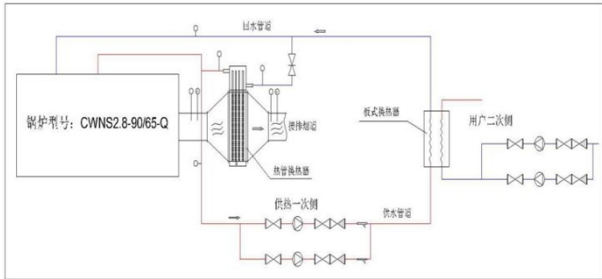 回水管道
锅炉型号：CWNS2.8-90/65-Q
接排烟道
板式换热器
用户二次侧
热管换热器
供热一次侧
供水管道